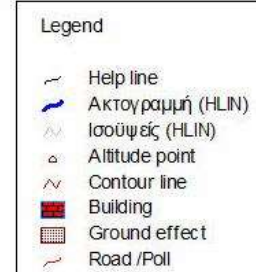 Legend
Help line
Ακτογραμμή (HLIN)
Ισοϋψείς (HLIN)
Altitude point
Contour line
Building
Ground effect
Road /Poll